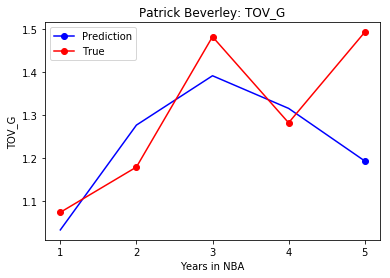 Patrick Beverley: TOV_G
Prediction
True
1.5
1.4
1.3
1.2
1.1
TOV_G
1 2 3 4 5
Years in NBA